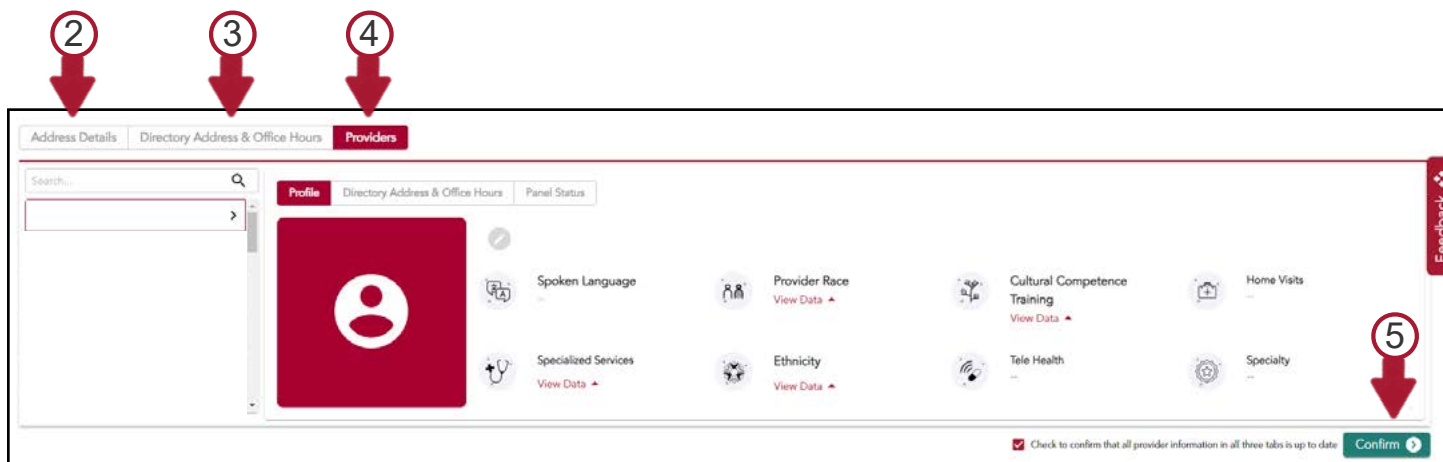 2 3 4
Address Details Directory Address & Office Hours Providers
Search...
Profile Directory Address & Office Hours Panel Status
Feedback
Spoken Language Provider Race Cultural Competence Home Visits
-- View Data Training --
View Data
Specialized Services Ethnicity Tele Health Specialty
View Data View Data -- --
5
Check to confirm that all provider information in all three tabs is up to date Confirm